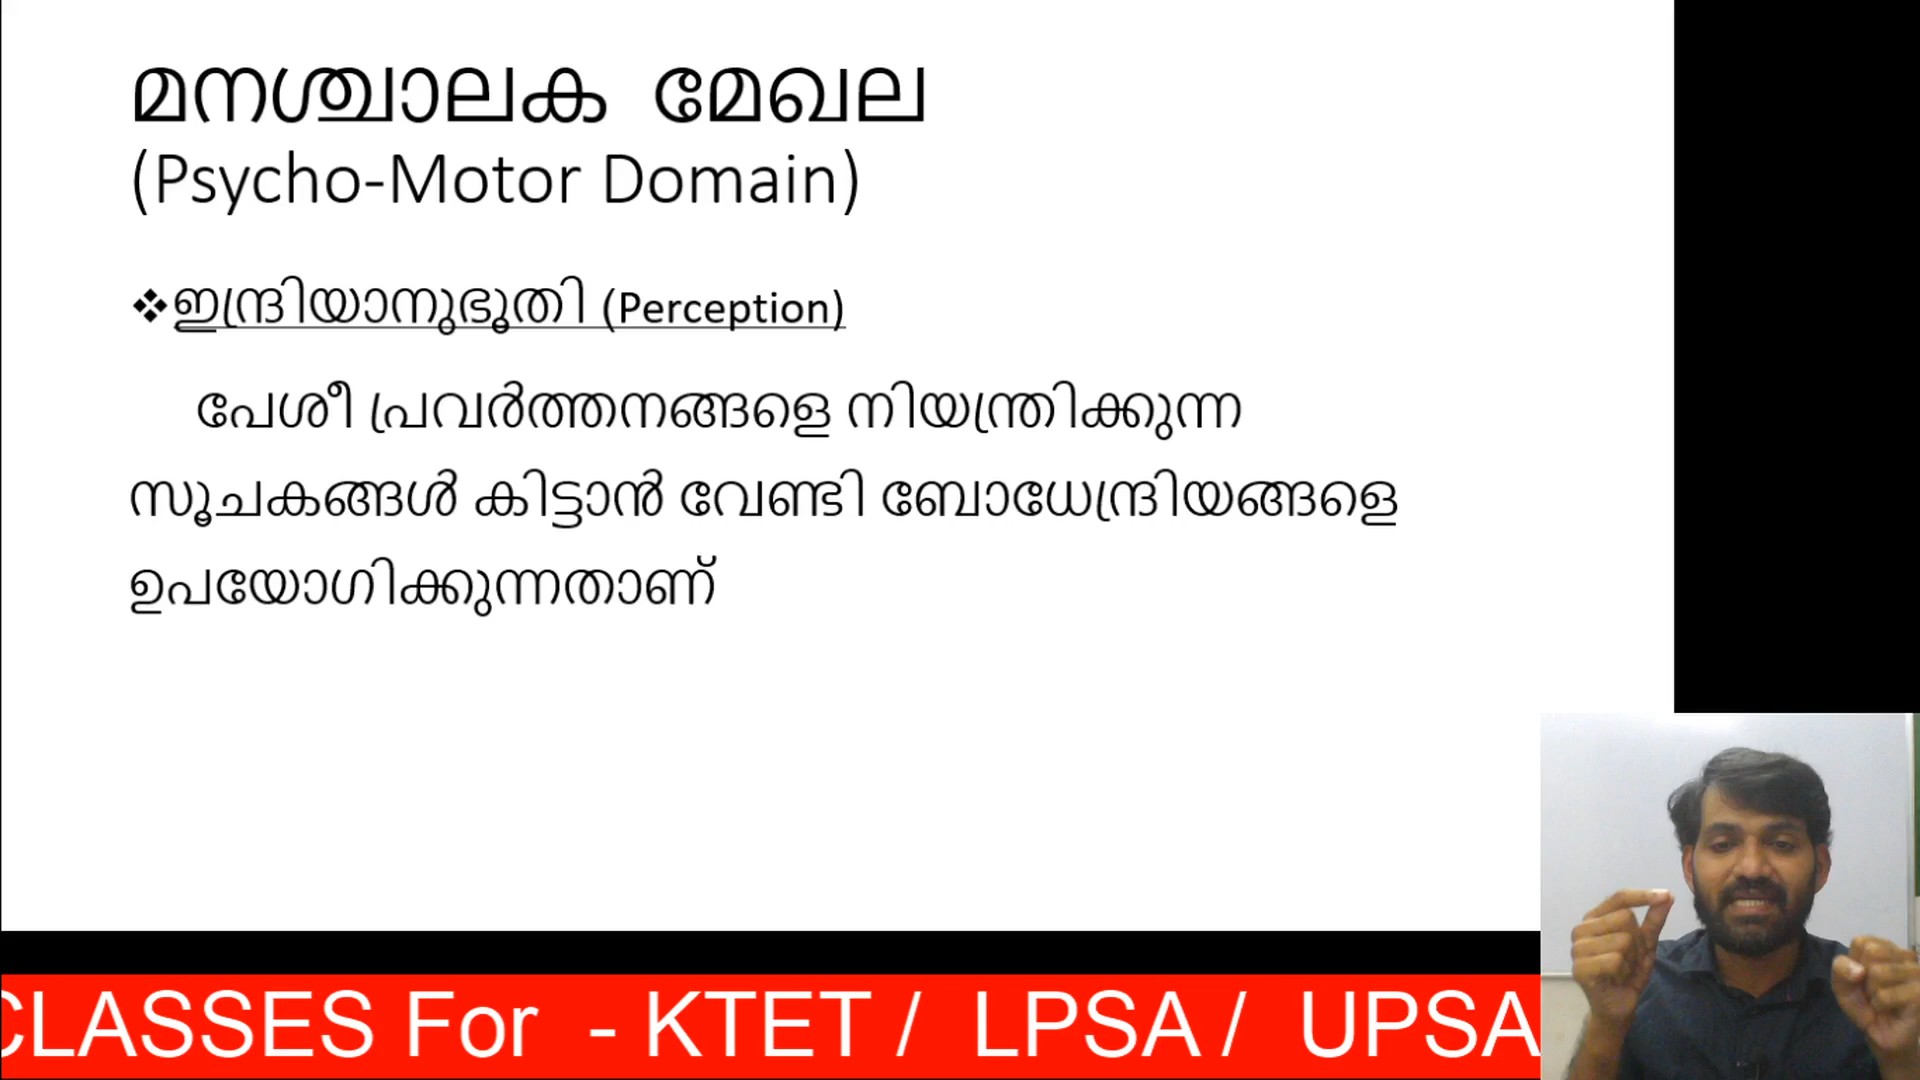 മനശ്ചാലക മേഖല
(Psycho-Motor Domain)
❖ഇന്ദ്രിയാനുഭൂതി (Perception)
പേശീ പ്രവർത്തനങ്ങളെ നിയന്ത്രിക്കുന്ന
സൂചകങ്ങൾ കിട്ടാൻ വേണ്ടി ബോധേന്ദ്രിയങ്ങളെ
ഉപയോഗിക്കുന്നതാണ്
CLASSES For - KTET / LPSA / UPSA